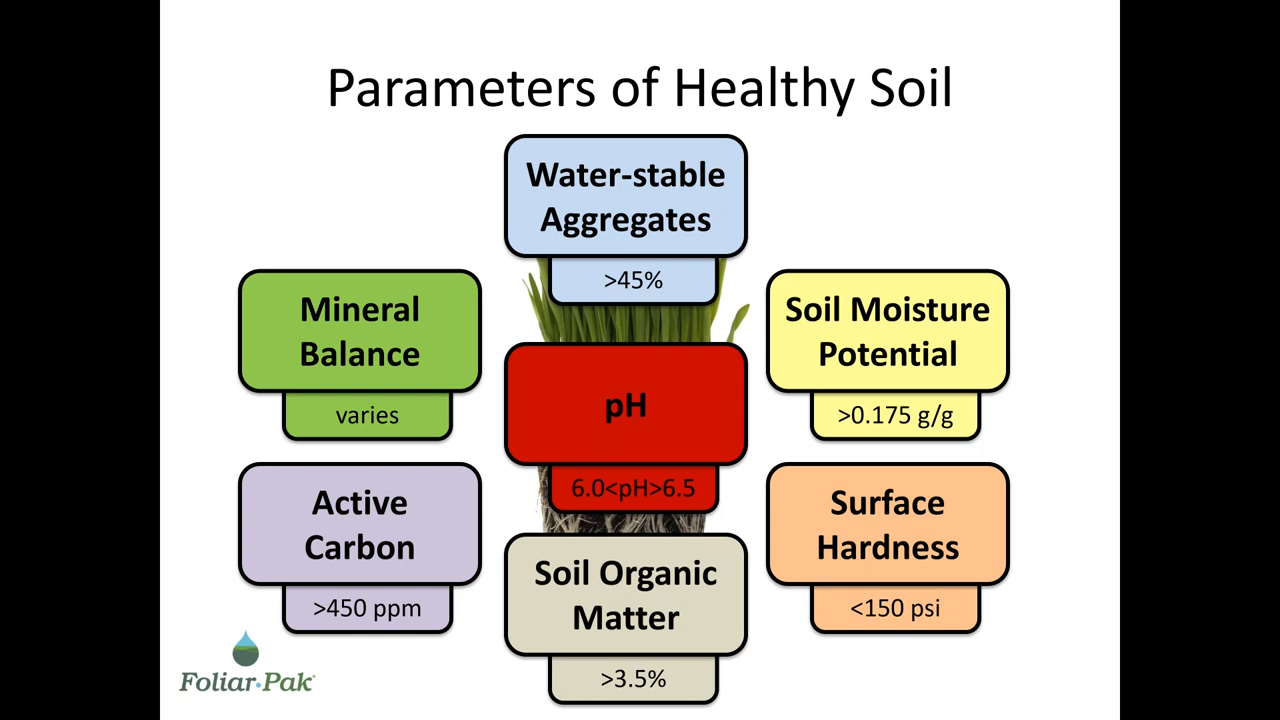 Parameters of Healthy Soil
Water-stable
Aggregates
>45%
Mineral
Balance
varies
pH
6.0<pH>6.5
Soil Moisture
Potential
>0.175 g/g
Active
Carbon
>450 ppm
Soil Organic
Matter
>3.5%
Surface
Hardness
<150 psi
Foliar·Pak